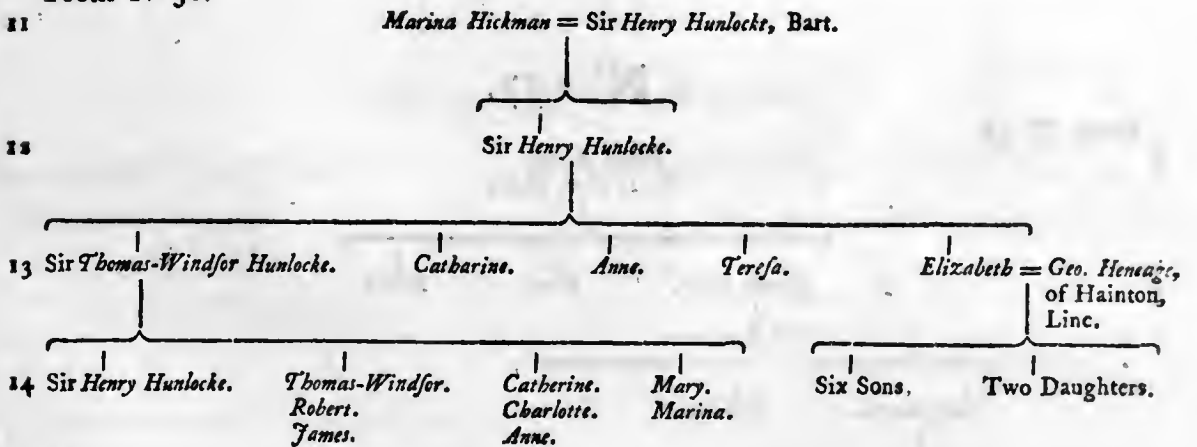 11 Marina Hickman = Sir Henry Hunlocke, Bart.
12 Sir Henry Hunlocke.
13 Sir Thomas-Windſor Hunlocke. Catharine. Anne. Tereſa. Elizabeth = Geo. Heneage,
of Hainton,
Linc.
14 Sir Henry Hunlocke. Thomas-Windſor. Catherine. Mary. Six Sons, Two Daughters.
Robert. Charlotte. Marina.
James. Anne.